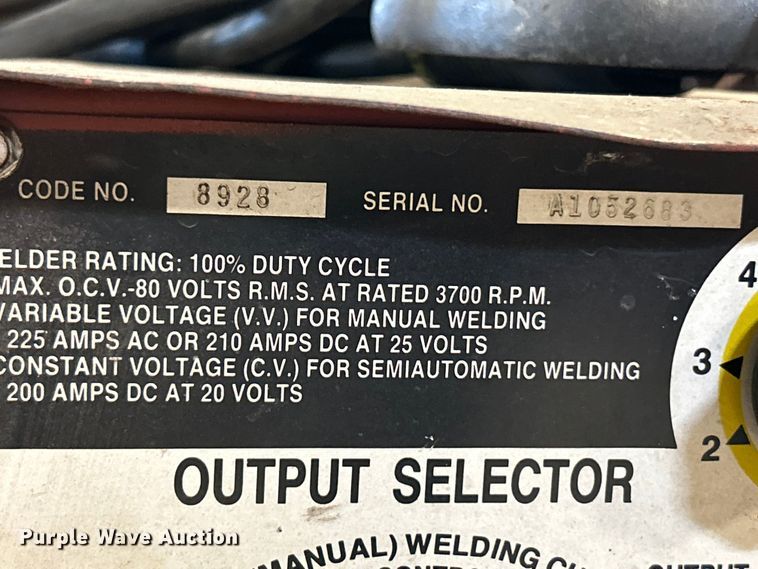 CODE NO. 8928 SERIAL NO. A1052683
ELDER RATING: 100% DUTY CYCLE
MAX. O.C.V.-80 VOLTS R.M.S. AT RATED 3700 R.P.M.
VARIABLE VOLTAGE (V.V.) FOR MANUAL WELDING
225 AMPS AC OR 210 AMPS DC AT 25 VOLTS
CONSTANT VOLTAGE (C.V.) FOR SEMIAUTOMATIC WELDING
200 AMPS DC AT 20 VOLTS
4
3
2
OUTPUT SELECTOR
(MANUAL) WELDING
OUTPUT
Purple Wave Auction